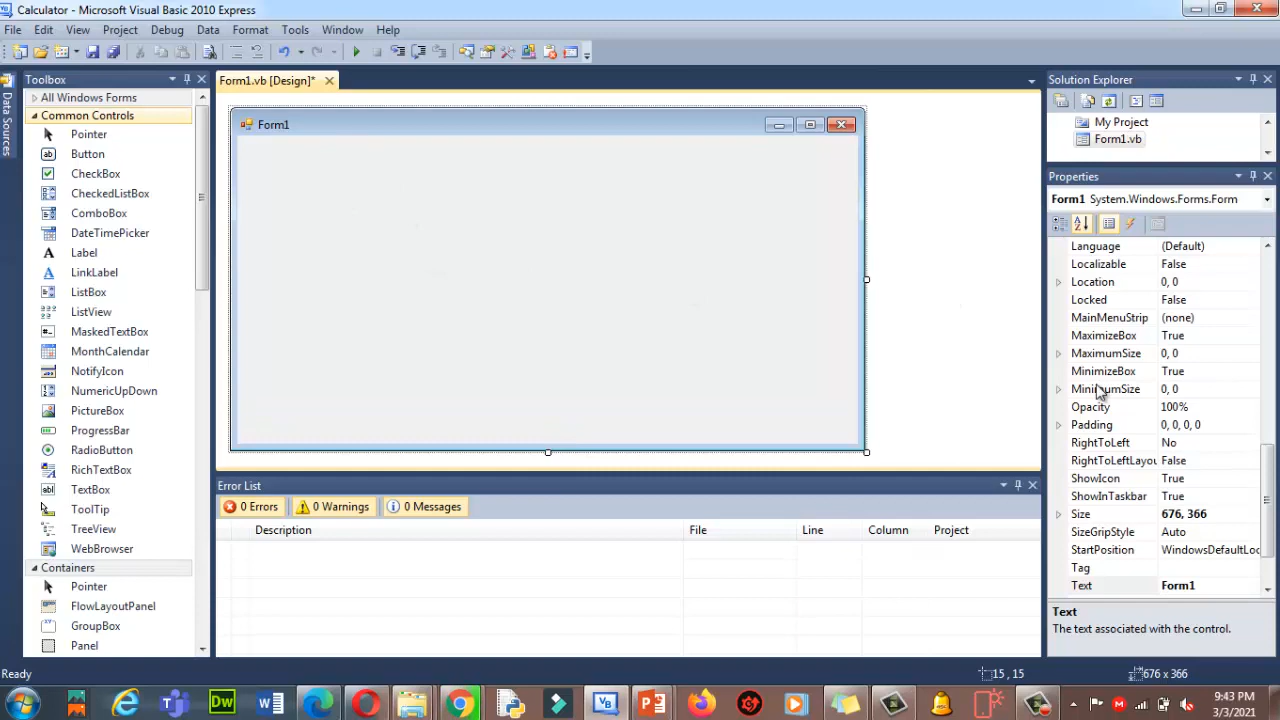 Calculator - Microsoft Visual Basic 2010 Express
File Edit View Project Debug Data Format Tools Window Help
Data Sources
Toolbox
All Windows Forms
Common Controls
Pointer
Button
CheckBox
CheckedListBox
ComboBox
DateTimePicker
Label
LinkLabel
ListBox
ListView
MaskedTextBox
MonthCalendar
NotifyIcon
NumericUpDown
PictureBox
ProgressBar
RadioButton
RichTextBox
TextBox
ToolTip
TreeView
WebBrowser
Containers
Pointer
FlowLayoutPanel
GroupBox
Panel
Form1.vb [Design]*
Form1
Error List
0 Errors 0 Warnings 0 Messages
Description File Line Column Project
Solution Explorer
My Project
Form1.vb
Properties
Form1 System.Windows.Forms.Form
Language (Default)
Localizable False
Location 0, 0
Locked False
MainMenuStrip (none)
MaximizeBox True
MaximumSize 0, 0
MinimizeBox True
MinimumSize 0, 0
Opacity 100%
Padding 0, 0, 0, 0
RightToLeft No
RightToLeftLayou False
ShowIcon True
ShowInTaskbar True
Size 676, 366
SizeGripStyle Auto
StartPosition WindowsDefaultLoc
Tag
Text Form1
Text
The text associated with the control.
Ready 15 , 15 676 x 366
9:43 PM
3/3/2021